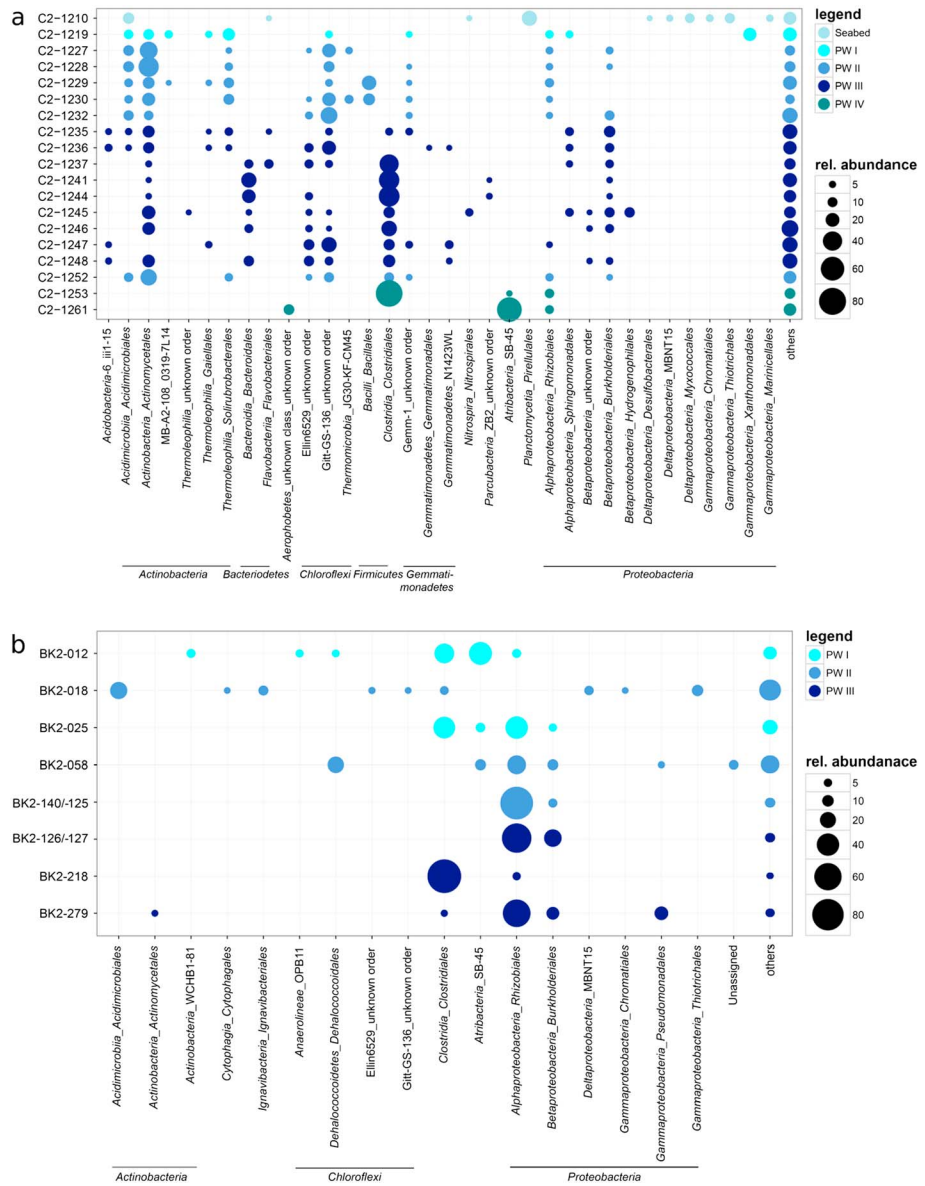 a
legend
Seabed
PW I
PW II
PW III
PW IV
rel. abundance
5
10
20
40
60
80
C2-1210
C2-1219
C2-1227
C2-1228
C2-1229
C2-1230
C2-1232
C2-1235
C2-1236
C2-1237
C2-1241
C2-1244
C2-1245
C2-1246
C2-1247
C2-1248
C2-1252
C2-1253
C2-1261
Acidobacteria-6_iii1-15
Acidimicrobiia_Acidimicrobiales
Actinobacteria_Actinomycetales
MB-A2-108_0319-7L14
Thermoleophilia_unknown order
Thermoleophilia_Gaiellales
Thermoleophilia_Solirubrobacterales
Bacteroidia_Bacteroidales
Flavobacteriia_Flavobacteriales
Aerophobetes_unknown class_unknown order
Ellin6529_unknown order
Gitt-GS-136_unknown order
Thermomicrobia_JG30-KF-CM45
Bacilli_Bacillales
Clostridia_Clostridiales
Gemm-1_unknown order
Gemmatimonadetes_Gemmatimonadales
Gemmatimonadetes_N1423WL
Nitrospira_Nitrospirales
Parcubacteria_ZB2_unknown order
Atribacteria_SB-45
Planctomycetia_Pirellulales
Alphaproteobacteria_Rhizobiales
Alphaproteobacteria_Sphingomonadales
Betaproteobacteria_unknown order
Betaproteobacteria_Burkholderiales
Betaproteobacteria_Hydrogenophilales
Deltaproteobacteria_Desulfobacterales
Deltaproteobacteria_MBNT15
Deltaproteobacteria_Myxococcales
Gammaproteobacteria_Chromatiales
Gammaproteobacteria_Thiotrichales
Gammaproteobacteria_Xanthomonadales
Gammaproteobacteria_Marinicellales
others
Actinobacteria
Bacteriodetes
Chloroflexi
Firmicutes
Gemmati-
monadetes
Proteobacteria
b
legend
PW I
PW II
PW III
rel. abundanace
5
10
20
40
60
80
BK2-012
BK2-018
BK2-025
BK2-058
BK2-140/-125
BK2-126/-127
BK2-218
BK2-279
Acidimicrobiia_Acidimicrobiales
Actinobacteria_Actinomycetales
Actinobacteria_WCHB1-81
Cytophagia_Cytophagales
Ignavibacteria_Ignavibacteriales
Anaerolineae_OPB11
Dehalococcoidetes_Dehalococcoidales
Ellin6529_unknown order
Gitt-GS-136_unknown order
Clostridia_Clostridiales
Atribacteria_SB-45
Alphaproteobacteria_Rhizobiales
Betaproteobacteria_Burkholderiales
Deltaproteobacteria_MBNT15
Gammaproteobacteria_Chromatiales
Gammaproteobacteria_Pseudomonadales
Gammaproteobacteria_Thiotrichales
Unassigned
others
Actinobacteria
Chloroflexi
Proteobacteria